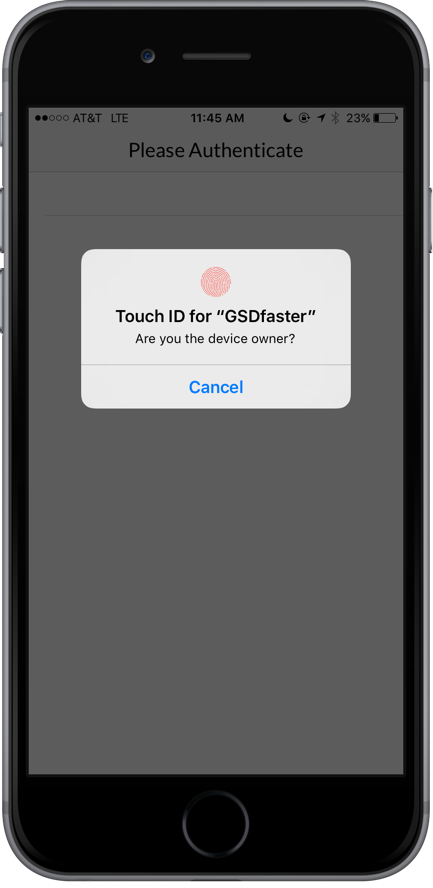 AT&T LTE 11:45 AM 23%
Please Authenticate
Touch ID for “GSDfaster”
Are you the device owner?
Cancel